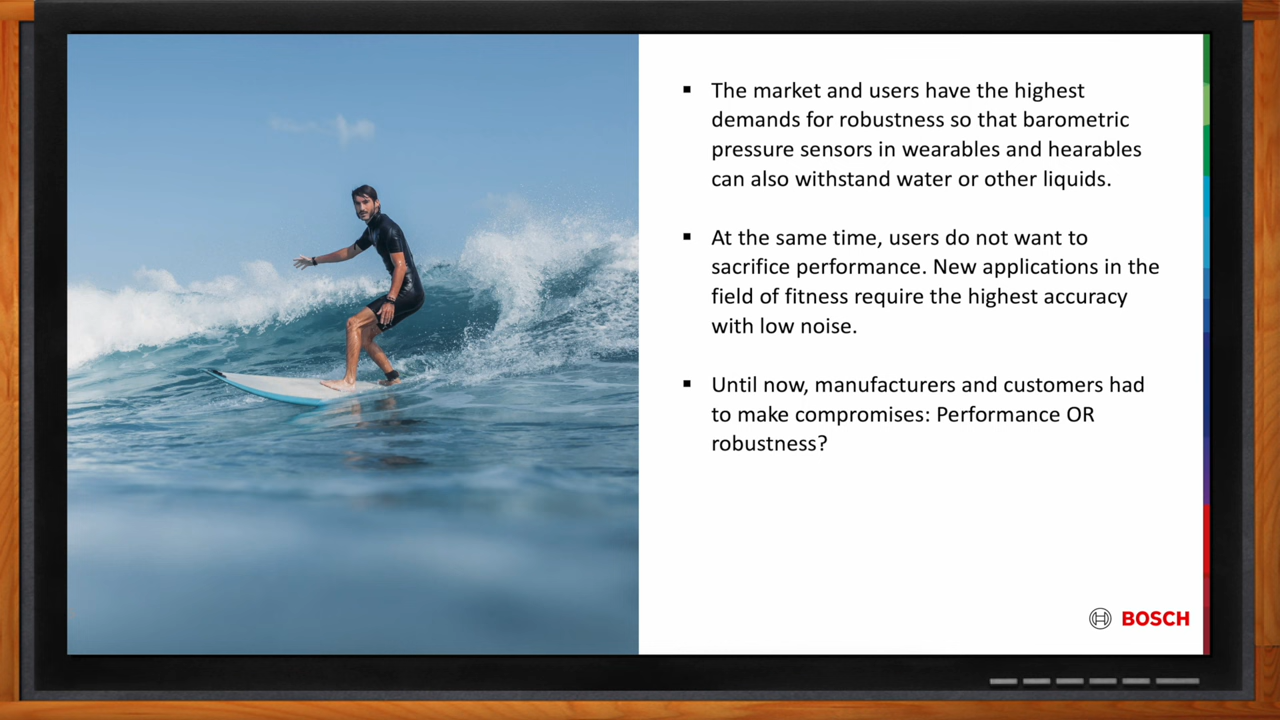 ▪ The market and users have the highest
demands for robustness so that barometric
pressure sensors in wearables and hearables
can also withstand water or other liquids.
▪ At the same time, users do not want to
sacrifice performance. New applications in the
field of fitness require the highest accuracy
with low noise.
▪ Until now, manufacturers and customers had
to make compromises: Performance OR
robustness?
BOSCH